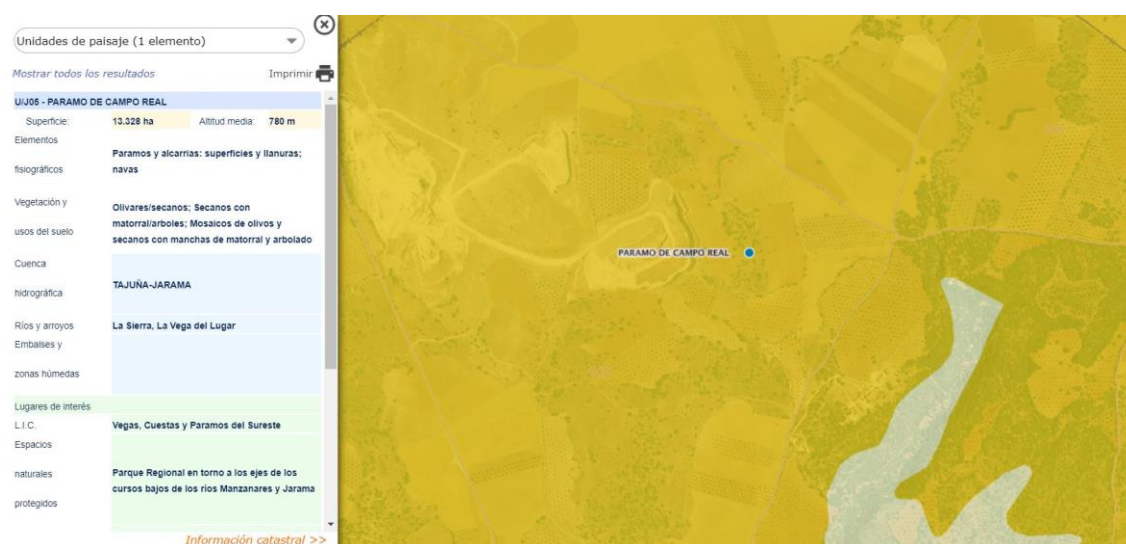 Unidades de paisaje (1 elemento)
Mostrar todos los resultados
Imprimir
U/J05 - PARAMO DE CAMPO REAL
Superficie: 13.328 ha Altitud media: 780 m
Elementos
fisiográficos
Paramos y alcarrias: superficies y llanuras;
navas
Vegetación y
usos del suelo
Olivares/secanos; Secanos con
matorral/arboles; Mosaicos de olivos y
secanos con manchas de matorral y arbolado
Cuenca
hidrográfica
TAJUÑA-JARAMA
Ríos y arroyos La Sierra, La Vega del Lugar
Embalses y
zonas húmedas
Lugares de interés
L.I.C. Vegas, Cuestas y Paramos del Sureste
Espacios
naturales
protegidos
Parque Regional en torno a los ejes de los
cursos bajos de los ríos Manzanares y Jarama
Información catastral >>
PARAMO DE CAMPO REAL